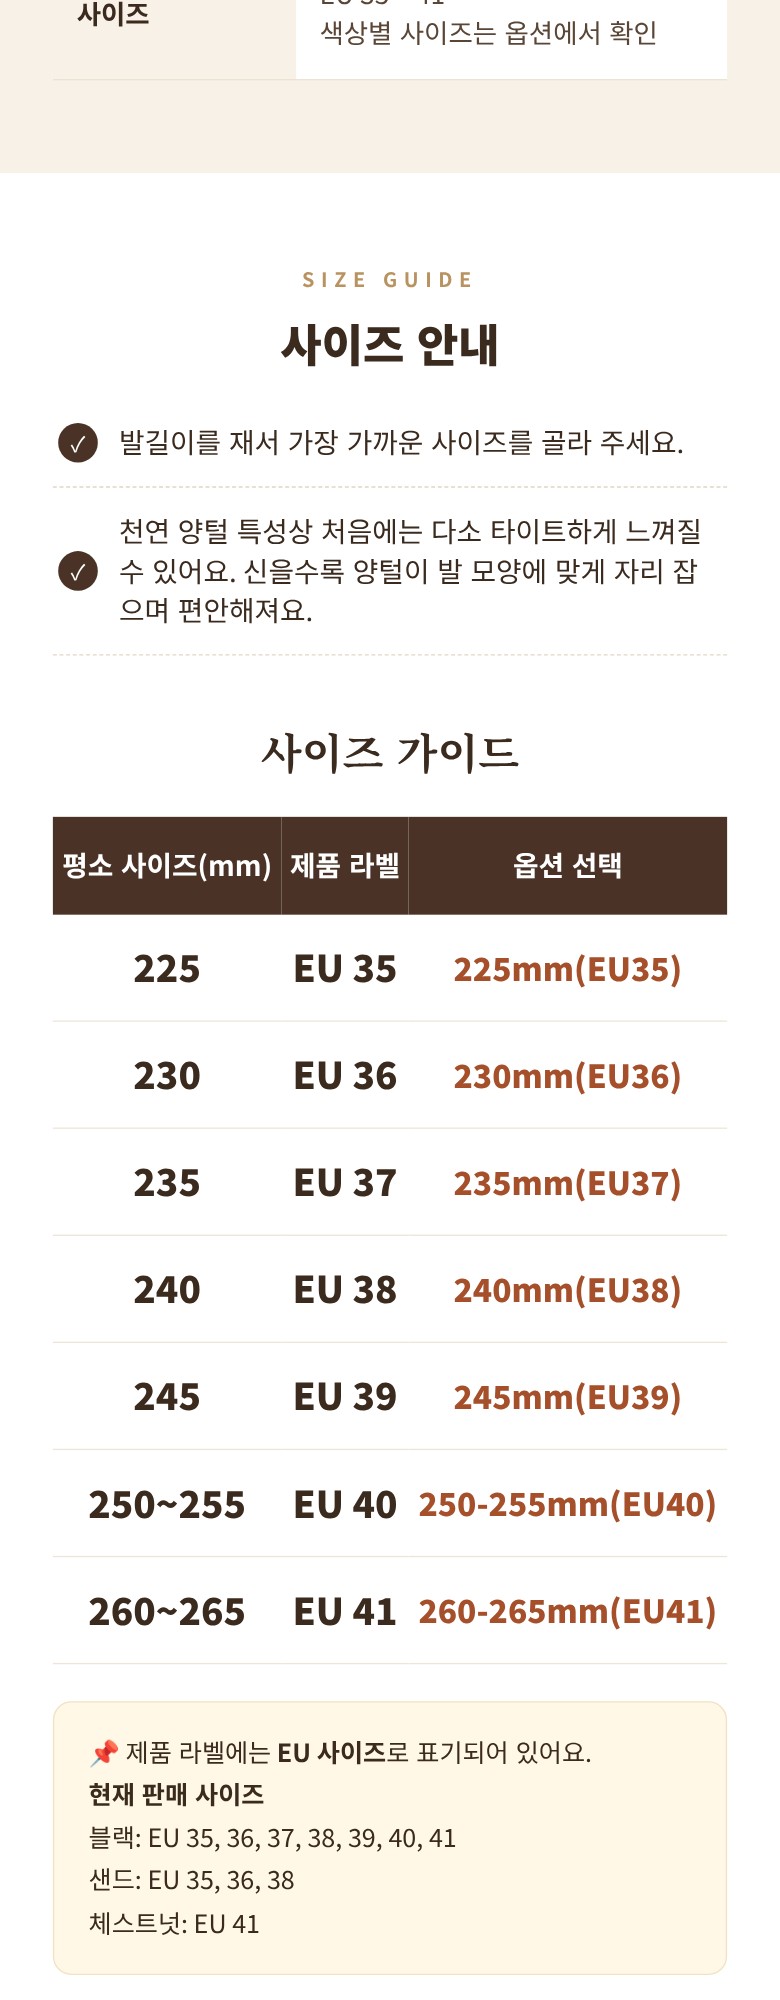 사이즈
색상별 사이즈는 옵션에서 확인
SIZE GUIDE
사이즈 안내
발길이를 재서 가장 가까운 사이즈를 골라 주세요.
천연 양털 특성상 처음에는 다소 타이트하게 느껴질
수 있어요. 신을수록 양털이 발 모양에 맞게 자리 잡
으며 편안해져요.
사이즈 가이드
평소 사이즈(mm) 제품 라벨 옵션 선택
225 EU 35 225mm(EU35)
230 EU 36 230mm(EU36)
235 EU 37 235mm(EU37)
240 EU 38 240mm(EU38)
245 EU 39 245mm(EU39)
250~255 EU 40 250-255mm(EU40)
260~265 EU 41 260-265mm(EU41)
📌 제품 라벨에는 EU 사이즈로 표기되어 있어요.
현재 판매 사이즈
블랙: EU 35, 36, 37, 38, 39, 40, 41
샌드: EU 35, 36, 38
체스트넛: EU 41